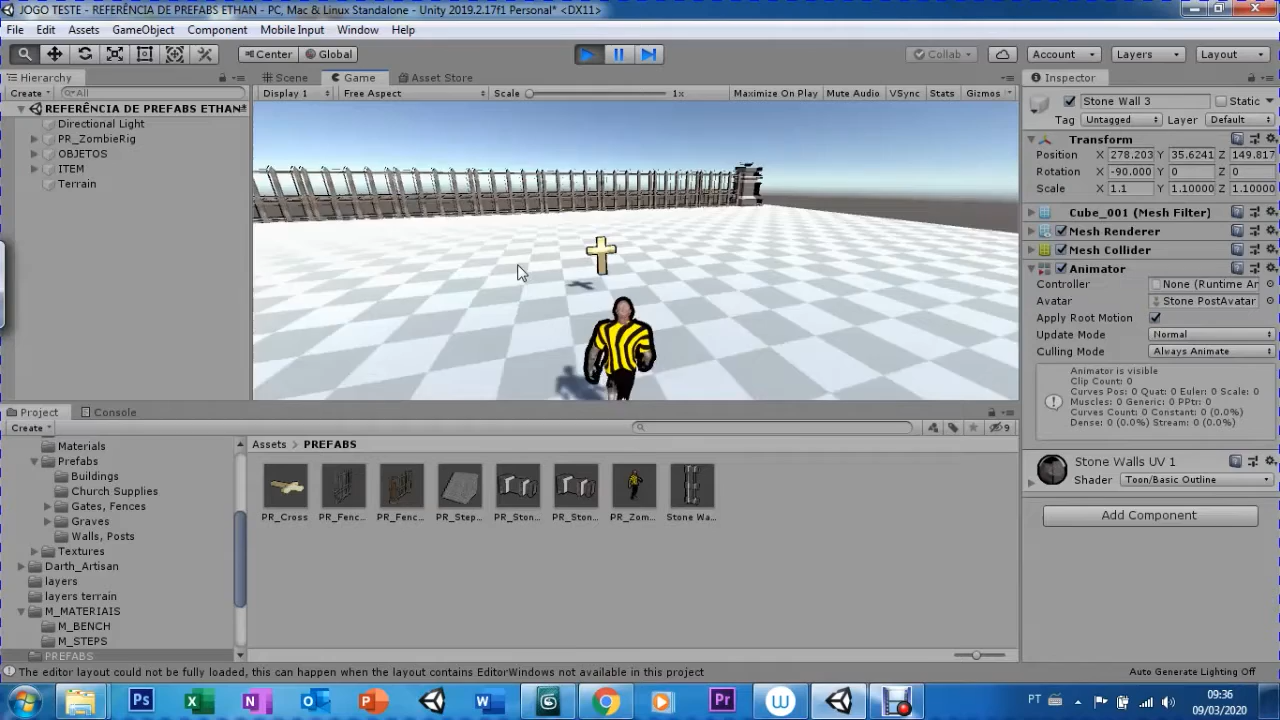 JOGO TESTE - REFERÊNCIA DE PREFABS ETHAN - PC, Mac & Linux Standalone - Unity 2019.2.17f1 Personal* <DX11>
File Edit Assets GameObject Component Mobile Input Window Help
Center Global Collab Account Layers Layout
Hierarchy Scene Game Asset Store Inspector
Create All Display 1 Free Aspect Scale 1x Maximize On Play Mute Audio VSync Stats Gizmos
Stone Wall 3 Static
REFERÊNCIA DE PREFABS ETHAN*
Tag Untagged Layer Default
Directional Light
PR_ZombieRig
Transform
OBJETOS
Position X 278.203 Y 35.6241 Z 149.817
ITEM
Rotation X -90.000 Y 0 Z 0
Terrain
Scale X 1.1 Y 1.10000 Z 1.10000
Cube_001 (Mesh Filter)
Mesh Renderer
Mesh Collider
Animator
Controller None (Runtime Ar
Avatar Stone PostAvatar
Apply Root Motion
Update Mode Normal
Culling Mode Always Animate
Animator is visible
Clip Count: 0
Curves Pos: 0 Quat: 0 Euler: 0 Scale: 0
Muscles: 0 Generic: 0 PPtr: 0
Curves Count: 0 Constant: 0 (0.0%)
Dense: 0 (0.0%) Stream: 0 (0.0%)
Stone Walls UV 1
Shader Toon/Basic Outline
Add Component
Project Console
Create 9
Assets PREFABS
Materials
Prefabs
Buildings
Church Supplies
Gates, Fences
Graves
Walls, Posts
Textures
Darth_Artisan
layers
layers terrain
M_MATERIAIS
M_BENCH
M_STEPS
PREFABS
PR_Cross PR_Fenc... PR_Fenc... PR_Step... PR_Ston... PR_Ston... PR_Zom... Stone Wa...
The editor layout could not be fully loaded, this can happen when the layout contains EditorWindows not available in this project
Auto Generate Lighting Off
PT 09:36
09/03/2020